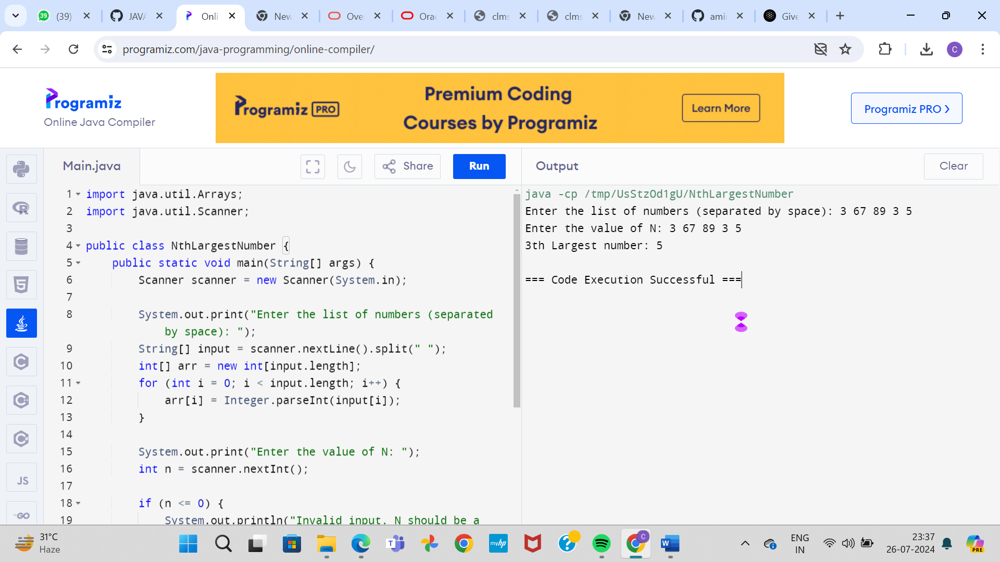 39 (39) JAVA Onli New Ove Orac clms clms New ami Give
programiz.com/java-programming/online-compiler/ C
Programiz
Online Java Compiler
Programiz PRO
Premium Coding
Courses by Programiz
Learn More
Programiz PRO
Main.java Share Run Output Clear
1 import java.util.Arrays;
2 import java.util.Scanner;
3
4 public class NthLargestNumber {
5 public static void main(String[] args) {
6 Scanner scanner = new Scanner(System.in);
7
8 System.out.print("Enter the list of numbers (separated
by space): ");
9 String[] input = scanner.nextLine().split(" ");
10 int[] arr = new int[input.length];
11 for (int i = 0; i < input.length; i++) {
12 arr[i] = Integer.parseInt(input[i]);
13 }
14
15 System.out.print("Enter the value of N: ");
16 int n = scanner.nextInt();
17
18 if (n <= 0) {
19 System.out.println("Invalid input. N should be a
java -cp /tmp/UsStzOd1gU/NthLargestNumber
Enter the list of numbers (separated by space): 3 67 89 3 5
Enter the value of N: 3 67 89 3 5
3th Largest number: 5
=== Code Execution Successful ===
R
5
C
C
C#
JS
GO
31°C
Haze
T
myhp
?
C
W
ENG
IN
23:37
26-07-2024
PRE